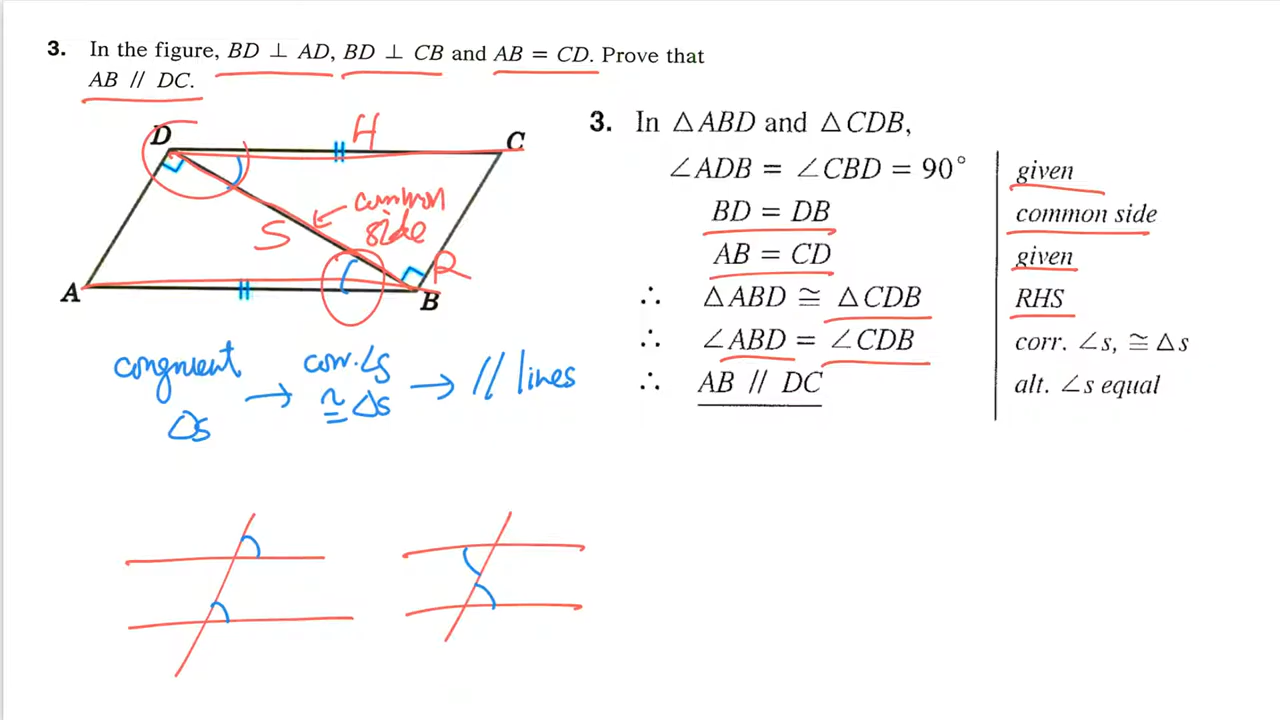 3. In the figure, BD ⊥ AD, BD ⊥ CB and AB = CD. Prove that
AB // DC.
D
H
C
common
side
S
R
A
B
congruent
△s
→
corr. ∠s
≅ △s
→ // lines
3. In △ABD and △CDB,
∠ADB = ∠CBD = 90° given
BD = DB common side
AB = CD given
∴ △ABD ≅ △CDB RHS
∴ ∠ABD = ∠CDB corr. ∠s, ≅ △s
∴ AB // DC alt. ∠s equal